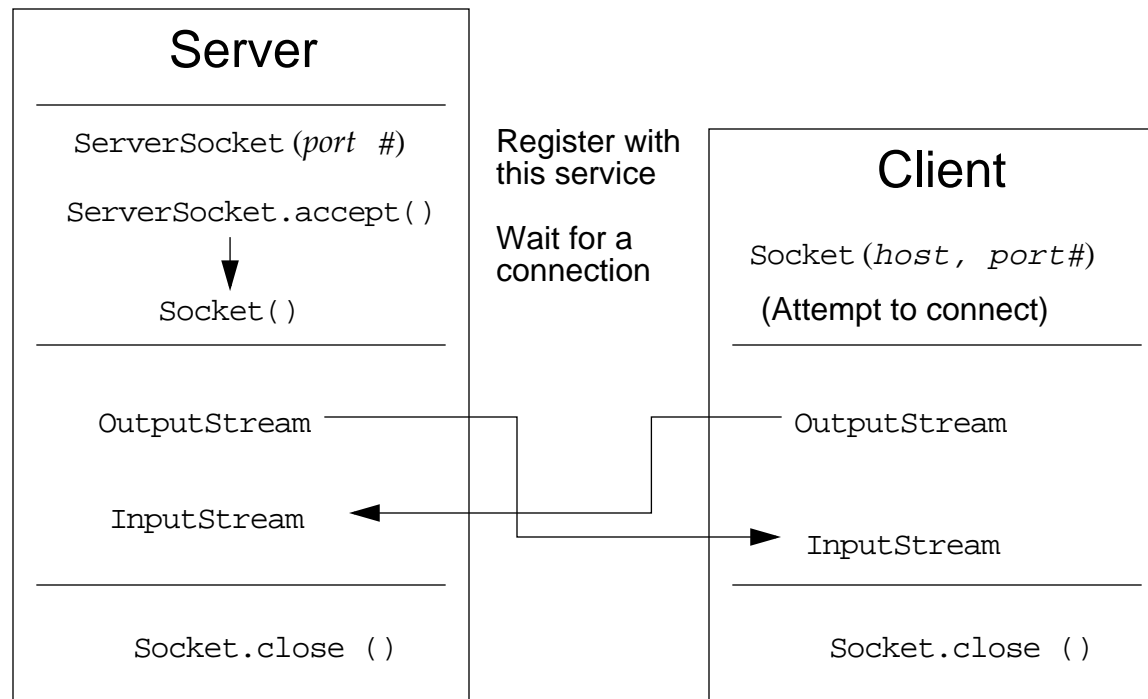 Server
ServerSocket (port #)
ServerSocket.accept()
Socket()
Register with
this service
Wait for a
connection
Client
Socket (host, port#)
(Attempt to connect)
OutputStream
InputStream
OutputStream
InputStream
Socket.close ()
Socket.close ()